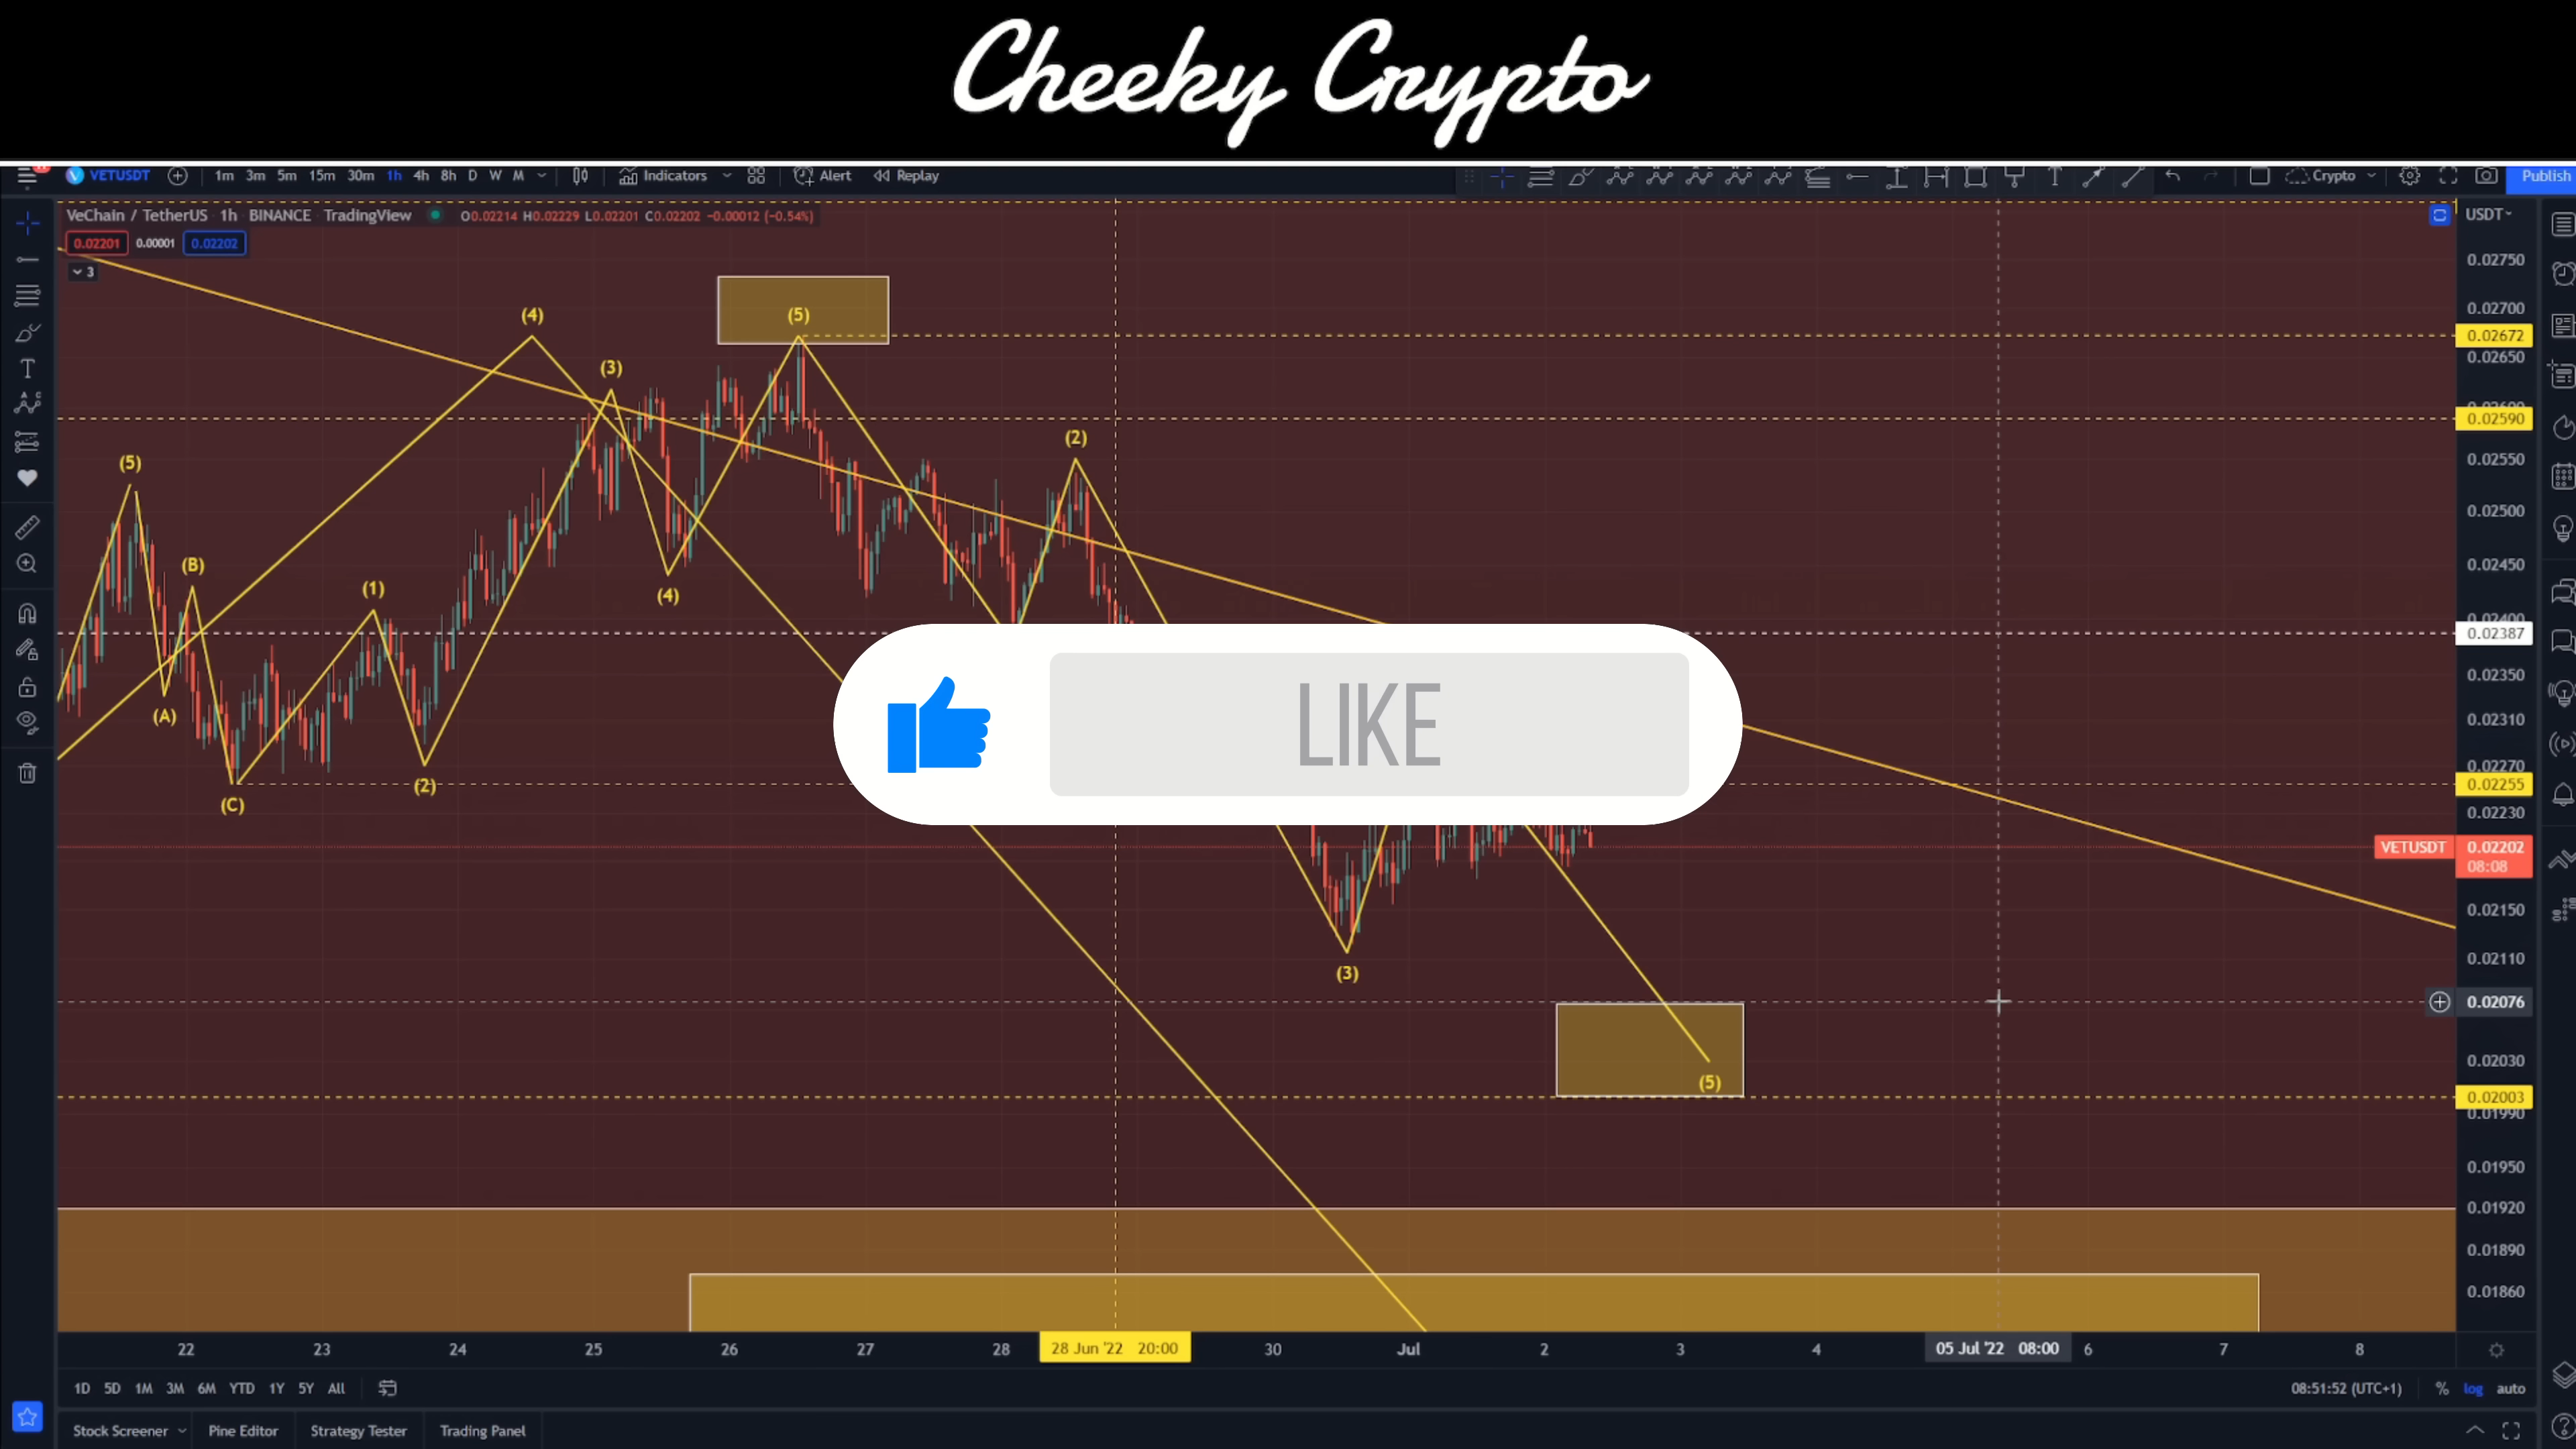 Cheeky Crypto
VETUSDT 1m 3m 5m 15m 30m 1h 4h 8h D W M Indicators Alert Replay Crypto Publish
VeChain / TetherUS 1h BINANCE TradingView O0.02214 H0.02229 L0.02201 C0.02202 −0.00012 (−0.54%) USDT
0.02201 0.00001 0.02202
3
0.02750
0.02700
(4) (5)
0.02672
0.02650
(3)
0.02590
(2)
(5) 0.02550
0.02500
(B) 0.02450
(1) (4)
0.02387
0.02350
(A) LIKE 0.02310
0.02270
(2) 0.02255
(C) 0.02230
VETUSDT 0.02202
08:08
0.02150
0.02110
(3)
0.02076
0.02030
(5)
0.02003
0.01990
0.01950
0.01920
0.01890
0.01860
22 23 24 25 26 27 28 28 Jun '22 20:00 30 Jul 2 3 4 05 Jul '22 08:00 6 7 8
1D 5D 1M 3M 6M YTD 1Y 5Y All 08:51:52 (UTC+1) % log auto
Stock Screener Pine Editor Strategy Tester Trading Panel